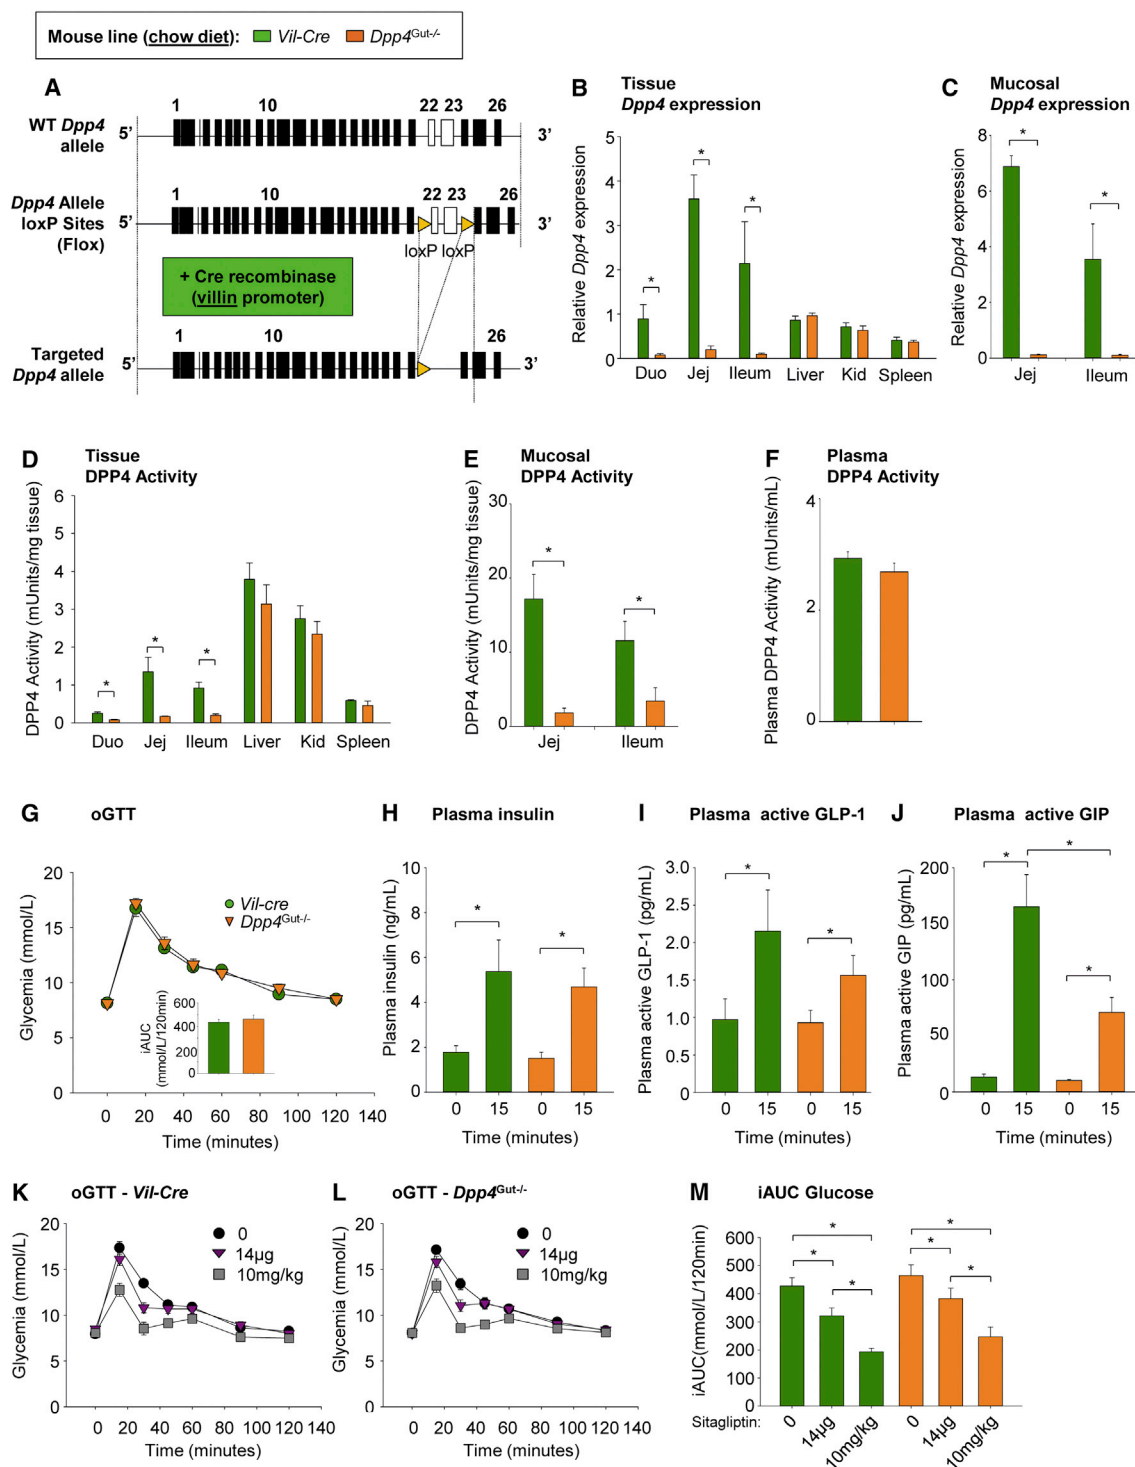 Mouse line (chow diet): Vil-Cre Dpp4Gut-/-
A
1 10 22 23 26
WT Dpp4
allele
5’ 3’
Dpp4 Allele
loxP Sites
(Flox)
1 10 22 23 26
5’ 3’
loxP loxP
+ Cre recombinase
(villin promoter)
Targeted
Dpp4 allele
1 10 26
5’ 3’
B Tissue
Dpp4 expression
Relative Dpp4 expression
5
4
3
2
1
0
* * *
Duo Jej Ileum Liver Kid Spleen
C Mucosal
Dpp4 expression
Relative Dpp4 expression
8
6
4
2
0
* *
Jej Ileum
D Tissue
DPP4 Activity
DPP4 Activity (mUnits/mg tissue)
6
5
4
3
2
1
0
* * *
Duo Jej Ileum Liver Kid Spleen
E Mucosal
DPP4 Activity
DPP4 Activity (mUnits/mg tissue)
30
20
10
0
* *
Jej Ileum
F Plasma
DPP4 Activity
Plasma DPP4 Activity (mUnits/mL)
4
2
0
G oGTT
Glycemia (mmol/L)
20
15
10
5
0
Vil-cre
Dpp4Gut-/-
iAUC
(mmol/L/120min)
600
400
200
0
0 20 40 60 80 100 120 140
Time (minutes)
H Plasma insulin
Plasma insulin (ng/mL)
10
8
6
4
2
0
* *
0 15 0 15
Time (minutes)
I Plasma active GLP-1
Plasma active GLP-1 (pg/mL)
3.0
2.5
2.0
1.5
1.0
0.5
0
* *
0 15 0 15
Time (minutes)
J Plasma active GIP
Plasma active GIP (pg/mL)
200
150
100
50
0
* * *
0 15 0 15
Time (minutes)
K oGTT - Vil-Cre
Glycemia (mmol/L)
20
15
10
5
0
0
14µg
10mg/kg
0 20 40 60 80 100 120 140
Time (minutes)
L oGTT - Dpp4Gut-/-
Glycemia (mmol/L)
20
15
10
5
0
0
14µg
10mg/kg
0 20 40 60 80 100 120 140
Time (minutes)
M iAUC Glucose
iAUC(mmol/L/120min)
600
500
400
300
200
100
0
* * * * * *
Sitagliptin: 0 14µg 10mg/kg 0 14µg 10mg/kg